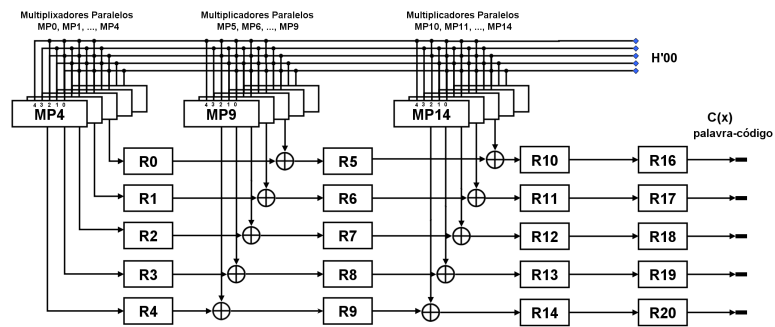 Multiplixadores Paralelos
MP0, MP1, ..., MP4
Multiplicadores Paralelos
MP5, MP6, ..., MP9
Multiplicadores Paralelos
MP10, MP11, ..., MP14
H'00
4 3 2 1 0
MP4
4 3 2 1 0
MP9
4 3 2 1 0
MP14
C(x)
palavra-código
R0 R5 R10 R16
R1 R6 R11 R17
R2 R7 R12 R18
R3 R8 R13 R19
R4 R9 R14 R20